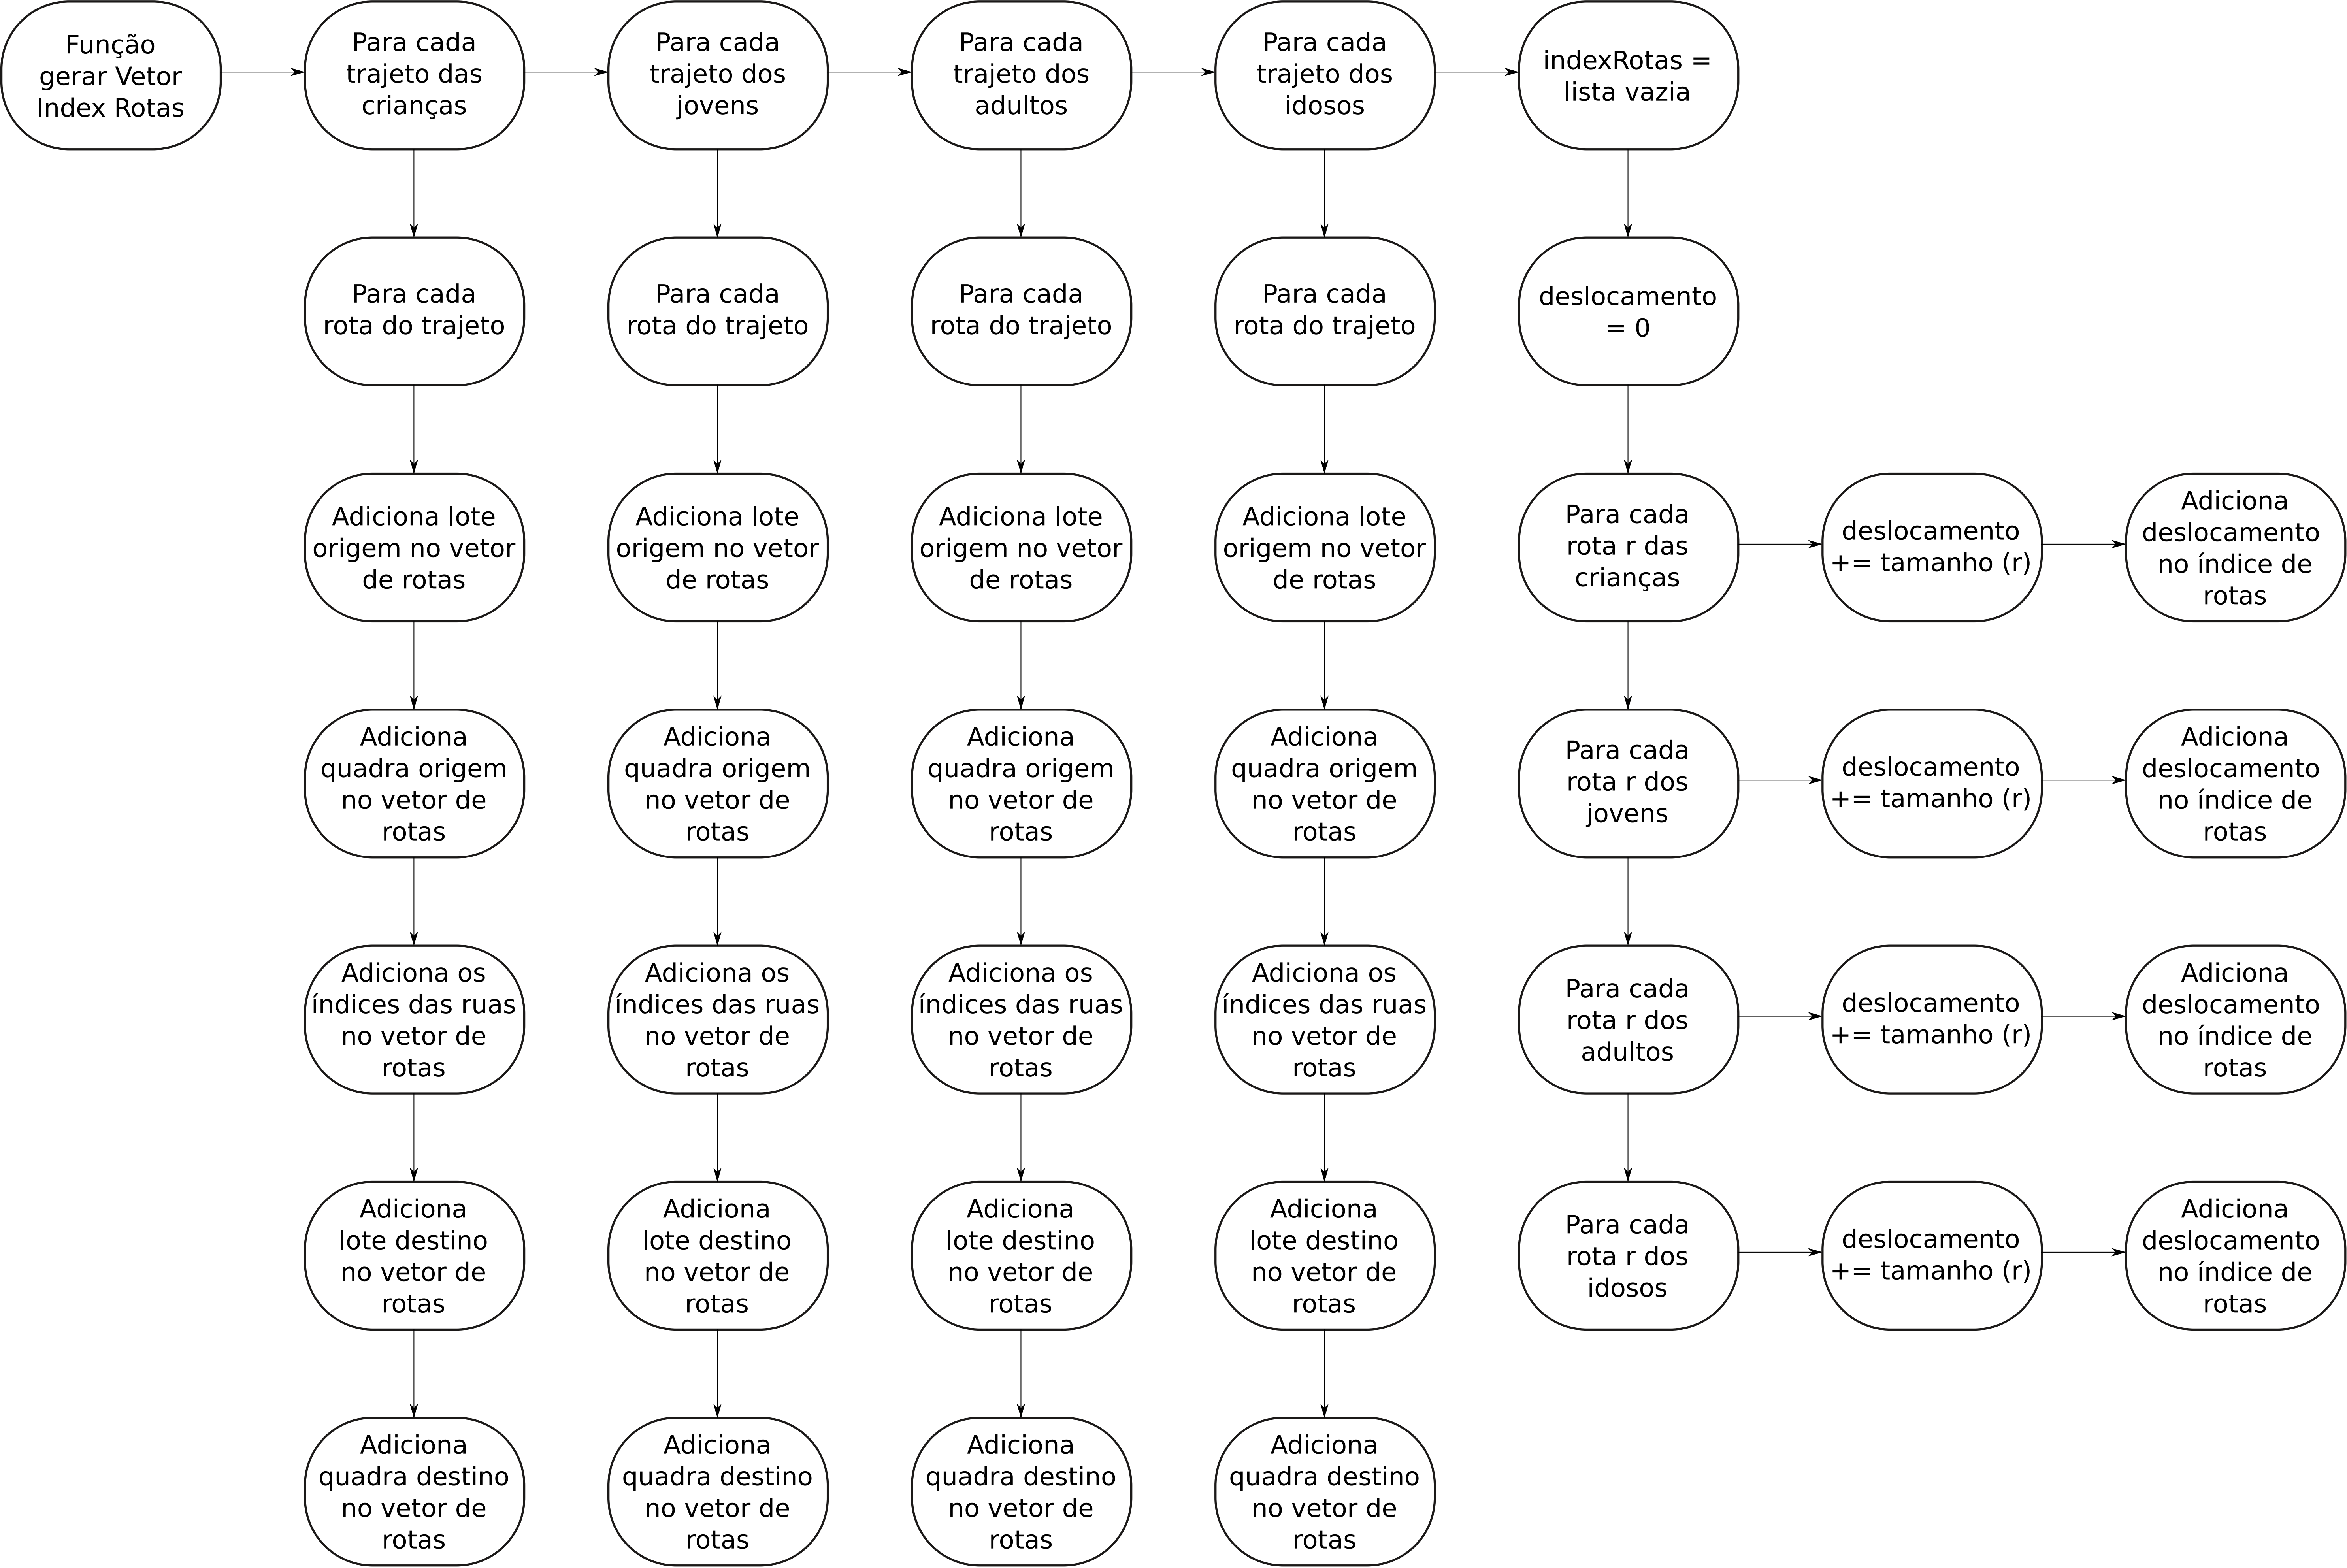 Função
gerar Vetor
Index Rotas
Para cada
trajeto das
crianças
Para cada
trajeto dos
jovens
Para cada
trajeto dos
adultos
Para cada
trajeto dos
idosos
indexRotas =
lista vazia
Para cada
rota do trajeto
Para cada
rota do trajeto
Para cada
rota do trajeto
Para cada
rota do trajeto
deslocamento
= 0
Adiciona lote
origem no vetor
de rotas
Adiciona lote
origem no vetor
de rotas
Adiciona lote
origem no vetor
de rotas
Adiciona lote
origem no vetor
de rotas
Para cada
rota r das
crianças
deslocamento
+= tamanho (r)
Adiciona
deslocamento
no índice de
rotas
Adiciona
quadra origem
no vetor de
rotas
Adiciona
quadra origem
no vetor de
rotas
Adiciona
quadra origem
no vetor de
rotas
Adiciona
quadra origem
no vetor de
rotas
Para cada
rota r dos
jovens
deslocamento
+= tamanho (r)
Adiciona
deslocamento
no índice de
rotas
Adiciona os
índices das ruas
no vetor de
rotas
Adiciona os
índices das ruas
no vetor de
rotas
Adiciona os
índices das ruas
no vetor de
rotas
Adiciona os
índices das ruas
no vetor de
rotas
Para cada
rota r dos
adultos
deslocamento
+= tamanho (r)
Adiciona
deslocamento
no índice de
rotas
Adiciona
lote destino
no vetor de
rotas
Adiciona
lote destino
no vetor de
rotas
Adiciona
lote destino
no vetor de
rotas
Adiciona
lote destino
no vetor de
rotas
Para cada
rota r dos
idosos
deslocamento
+= tamanho (r)
Adiciona
deslocamento
no índice de
rotas
Adiciona
quadra destino
no vetor de
rotas
Adiciona
quadra destino
no vetor de
rotas
Adiciona
quadra destino
no vetor de
rotas
Adiciona
quadra destino
no vetor de
rotas